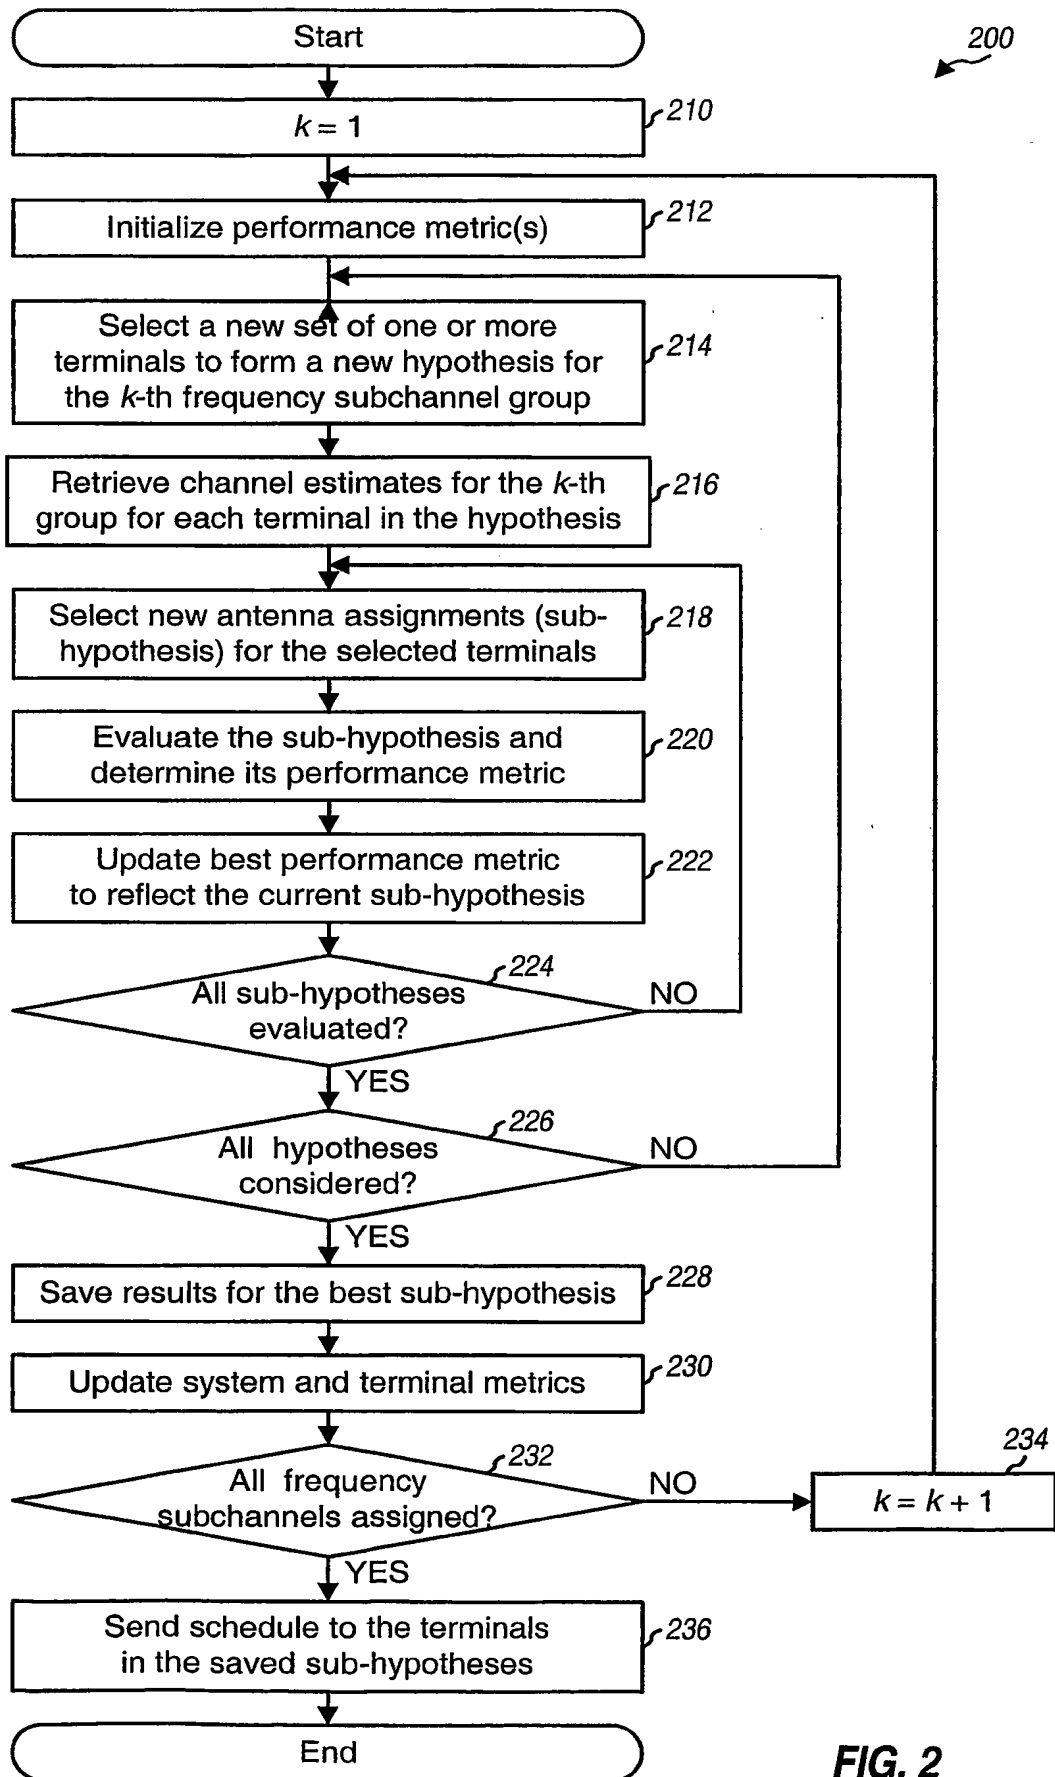 Start
200
k = 1
210
Initialize performance metric(s)
212
Select a new set of one or more
terminals to form a new hypothesis for
the k-th frequency subchannel group
214
Retrieve channel estimates for the k-th
group for each terminal in the hypothesis
216
Select new antenna assignments (sub-
hypothesis) for the selected terminals
218
Evaluate the sub-hypothesis and
determine its performance metric
220
Update best performance metric
to reflect the current sub-hypothesis
222
224
All sub-hypotheses
evaluated?
NO
YES
226
All hypotheses
considered?
NO
YES
Save results for the best sub-hypothesis
228
Update system and terminal metrics
230
232
All frequency
subchannels assigned?
NO
234
k = k + 1
YES
Send schedule to the terminals
in the saved sub-hypotheses
236
End
FIG. 2